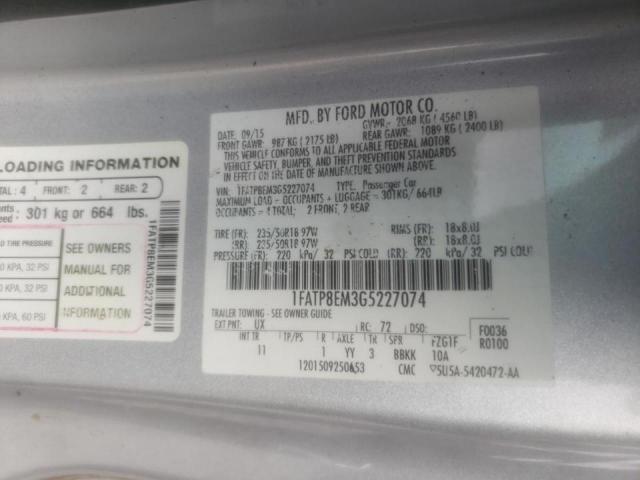 LOADING INFORMATION
TAL: 4 FRONT: 2 REAR: 2
301 kg or 664 lbs.
TIRE PRESSURE
KPA, 32 PSI
KPA, 32 PSI
KPA, 60 PSI
SEE OWNERS
MANUAL FOR
ADDITIONAL
INFORMATION
1FATP8EM3G5227074
MFD. BY FORD MOTOR CO.
DATE: 09/15 GVWR: 2068 KG ( 4560 LB)
FRONT GAWR: 987 KG ( 2175 LB) REAR GAWR: 1089 KG ( 2400 LB)
THIS VEHICLE CONFORMS TO ALL APPLICABLE FEDERAL MOTOR
VEHICLE SAFETY, BUMPER, AND THEFT PREVENTION STANDARDS IN
EFFECT ON THE DATE OF MANUFACTURE SHOWN ABOVE.
VIN: 1FATP8EM3G5227074 TYPE: Passenger Car
MAXIMUM LOAD = OCCUPANTS + LUGGAGE = 301KG / 664LB
OCCUPANTS = 4 TOTAL: 2 FRONT, 2 REAR
TIRE (FR): 235/50R18 97W RIMS (FR): 18x8.0J
(RR): 235/50R18 97W (RR): 18x8.0J
PRESSURE (FR): 220 kPa/ 32 PSI COLD (RR): 220 kPa/ 32 PSI COLD
1FATP8EM3G5227074
TRAILER TOWING - SEE OWNER GUIDE
EXT PNT: UX RC: 72 DSO: F0036
INT TR TP/PS R AXLE TR SPR FZG1F R0100
11 1 YY 3 BBKK 10A
1201509250653 CMC 5U5A-5420472-AA